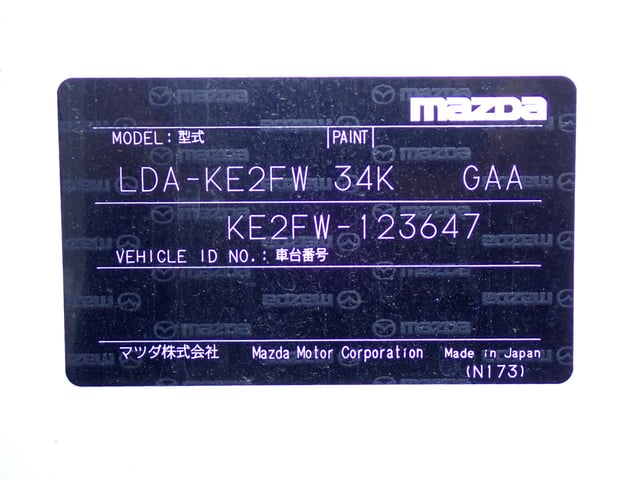 mazda
MODEL: 型式 PAINT
LDA-KE2FW 34K GAA
KE2FW-123647
VEHICLE ID NO.: 車台番号
マツダ株式会社 Mazda Motor Corporation Made in Japan
(N173)